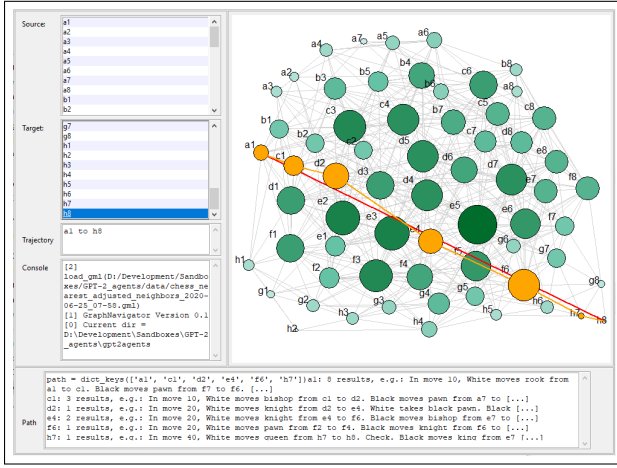 Source:
a1
a2
a3
a4
a5
a6
a7
a8
b1
b2
Target:
g7
g8
h1
h2
h3
h4
h5
h6
h7
h8
Trajectory
a1 to h8
Console
[2]
load_gml(D:/Development/Sandbo
xes/GPT-2_agents/data/chess_ne
arest_adjusted_neighbors_2020-
06-25_07-58.gml)
[1] GraphNavigator Version 0.1
[0] Current dir =
D:\Development\Sandboxes\GPT-2
_agents\gpt2agents
a7 a5 a6
a4
b4
b8
a2 b3 b5 b6 c6 a8
a3
c3 c4 b7 c5 c8
b1 b2 c2 d5 c7 d8
a1 c1 d2 d3 d6 d7 e8
d4 e7 f8
d1 e2 e3 e5 e6
f1 e1 e4 f7
g6 g7
h1 f2 f3 f4 f5 f6 g8
g1 g2 g3 g4 g5 h6
h2 h3 h4 h5 h7 h8
Path
path = dict_keys(['a1', 'c1', 'd2', 'e4', 'f6', 'h7'])a1: 8 results, e.g.: In move 10, White moves rook from
a1 to c1. Black moves pawn from f7 to f6. [...]
c1: 3 results, e.g.: In move 10, White moves bishop from c1 to d2. Black moves pawn from a7 to [...]
d2: 1 results, e.g.: In move 20, White moves knight from d2 to e4. White takes black pawn. Black [...]
e4: 2 results, e.g.: In move 20, White moves knight from e4 to f6. Black moves bishop from e7 to [...]
f6: 1 results, e.g.: In move 20, White moves pawn from f2 to f4. Black moves knight from f6 to [...]
h7: 1 results, e.g.: In move 40, White moves queen from h7 to h8. Check. Black moves king from e7 [...]